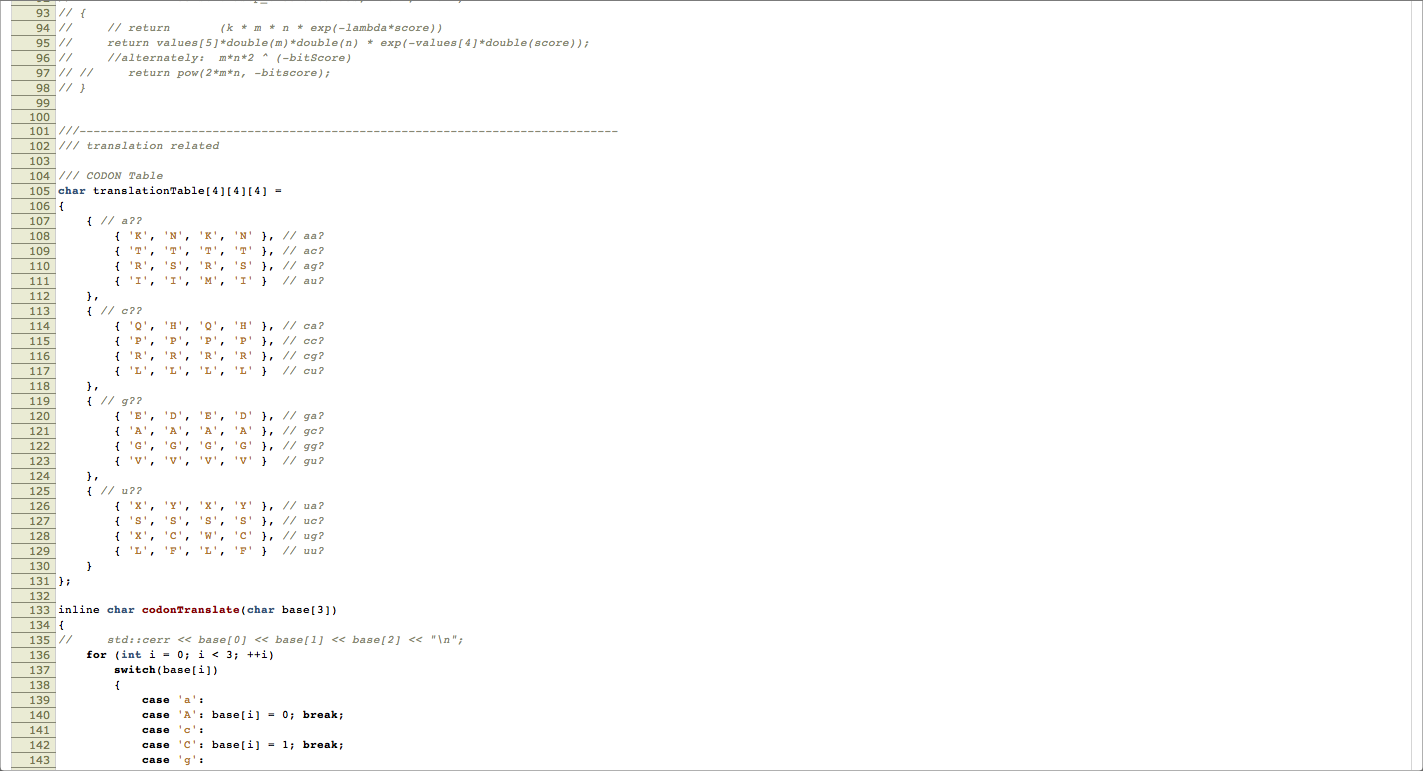 93 // {
94 //     // return       (k * m * n * exp(-lambda*score))
95 //     return values[5]*double(m)*double(n) * exp(-values[4]*double(score));
96 //     //alternately:  m*n*2 ^ (-bitScore)
97 // //     return pow(2*m*n, -bitscore);
98 // }
99
100
101 ///-----------------------------------------------------------------------------
102 /// translation related
103
104 /// CODON Table
105 char translationTable[4][4][4] =
106 {
107     { // a??
108         { 'K', 'N', 'K', 'N' }, // aa?
109         { 'T', 'T', 'T', 'T' }, // ac?
110         { 'R', 'S', 'R', 'S' }, // ag?
111         { 'I', 'I', 'M', 'I' }  // au?
112     },
113     { // c??
114         { 'Q', 'H', 'Q', 'H' }, // ca?
115         { 'P', 'P', 'P', 'P' }, // cc?
116         { 'R', 'R', 'R', 'R' }, // cg?
117         { 'L', 'L', 'L', 'L' }  // cu?
118     },
119     { // g??
120         { 'E', 'D', 'E', 'D' }, // ga?
121         { 'A', 'A', 'A', 'A' }, // gc?
122         { 'G', 'G', 'G', 'G' }, // gg?
123         { 'V', 'V', 'V', 'V' }  // gu?
124     },
125     { // u??
126         { 'X', 'Y', 'X', 'Y' }, // ua?
127         { 'S', 'S', 'S', 'S' }, // uc?
128         { 'X', 'C', 'W', 'C' }, // ug?
129         { 'L', 'F', 'L', 'F' }  // uu?
130     }
131 };
132
133 inline char codonTranslate(char base[3])
134 {
135 //     std::cerr << base[0] << base[1] << base[2] << "\n";
136     for (int i = 0; i < 3; ++i)
137         switch(base[i])
138         {
139             case 'a':
140             case 'A': base[i] = 0; break;
141             case 'c':
142             case 'C': base[i] = 1; break;
143             case 'g':